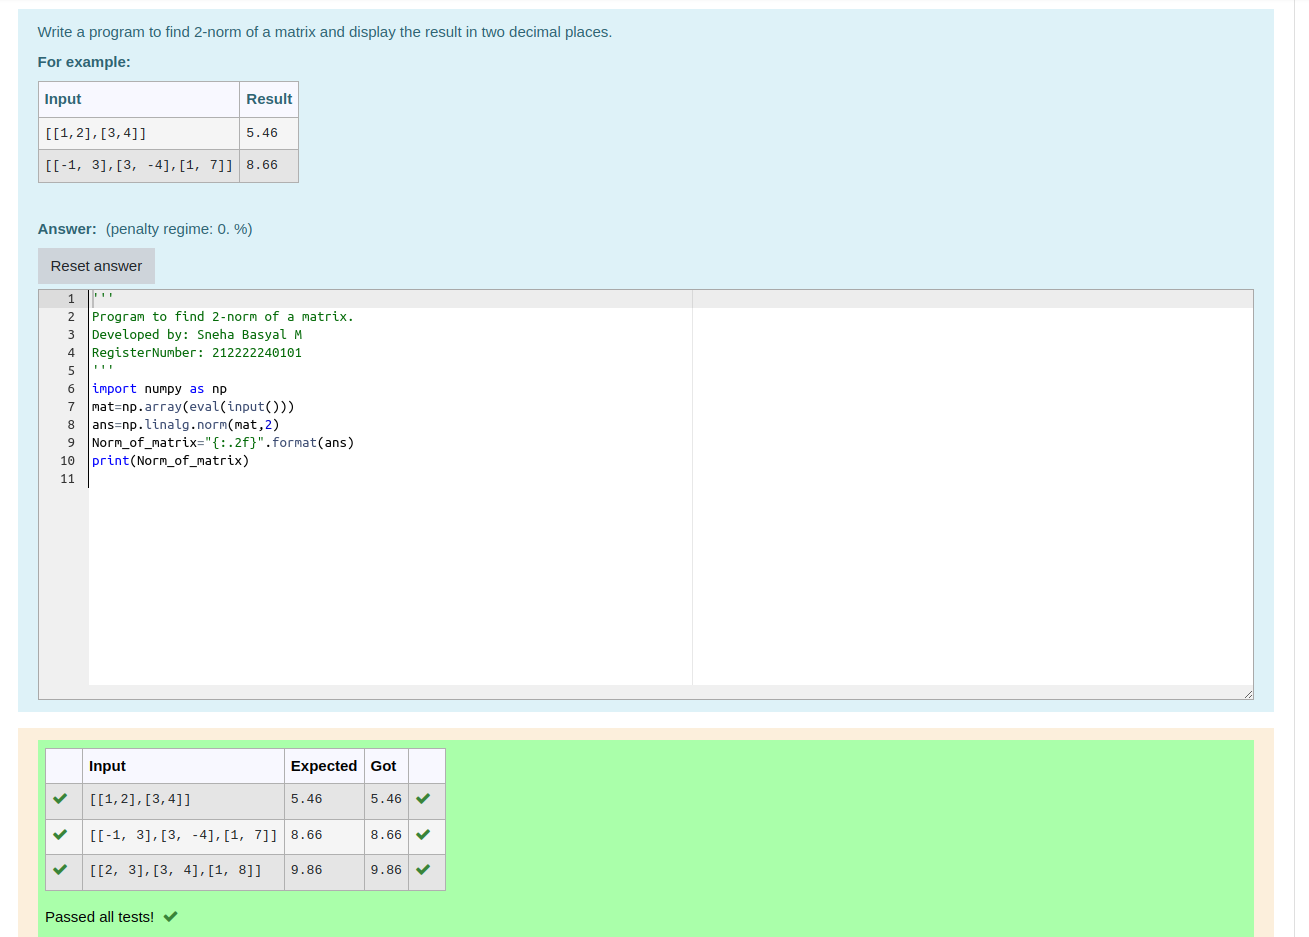 Write a program to find 2-norm of a matrix and display the result in two decimal places.
For example:
Input Result
[[1,2],[3,4]] 5.46
[[-1, 3],[3, -4],[1, 7]] 8.66
Answer: (penalty regime: 0. %)
Reset answer
1 '''
2 Program to find 2-norm of a matrix.
3 Developed by: Sneha Basyal M
4 RegisterNumber: 212222240101
5 '''
6 import numpy as np
7 mat=np.array(eval(input()))
8 ans=np.linalg.norm(mat,2)
9 Norm_of_matrix="{:.2f}".format(ans)
10 print(Norm_of_matrix)
11
Input Expected Got
[[1,2],[3,4]] 5.46 5.46
[[-1, 3],[3, -4],[1, 7]] 8.66 8.66
[[2, 3],[3, 4],[1, 8]] 9.86 9.86
Passed all tests!